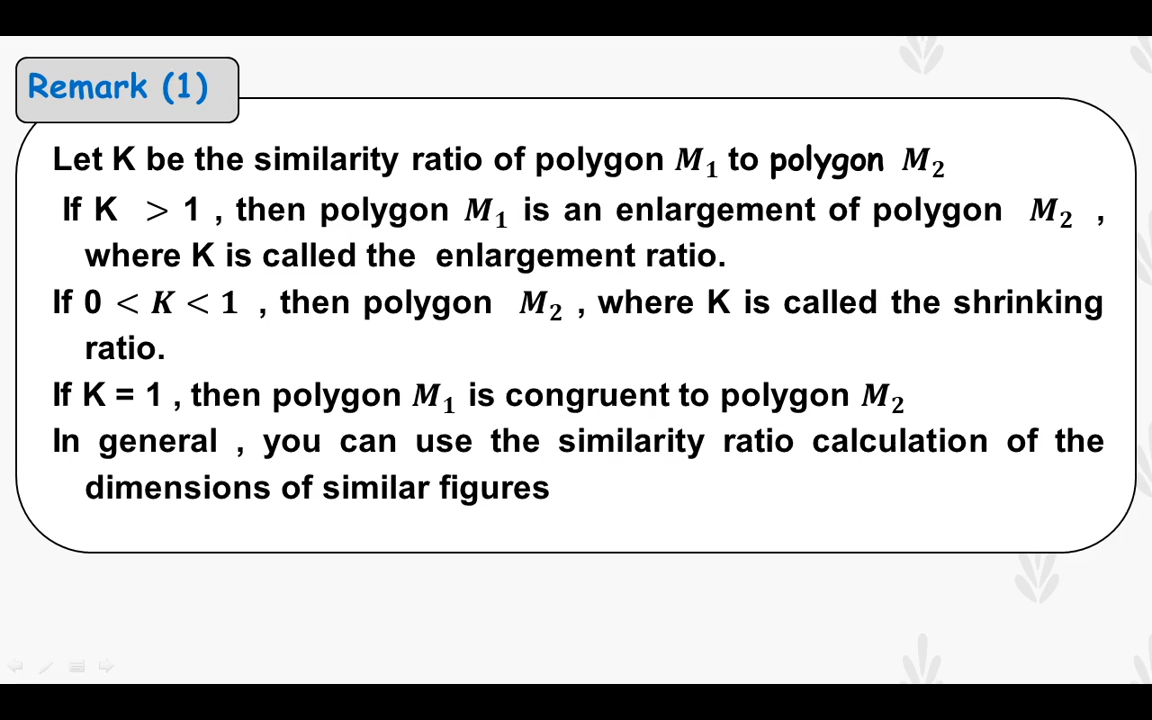 Remark (1)
Let K be the similarity ratio of polygon M₁ to polygon M₂
If K > 1 , then polygon M₁ is an enlargement of polygon M₂ ,
where K is called the enlargement ratio.
If 0 < K < 1 , then polygon M₂ , where K is called the shrinking
ratio.
If K = 1 , then polygon M₁ is congruent to polygon M₂
In general , you can use the similarity ratio calculation of the
dimensions of similar figures